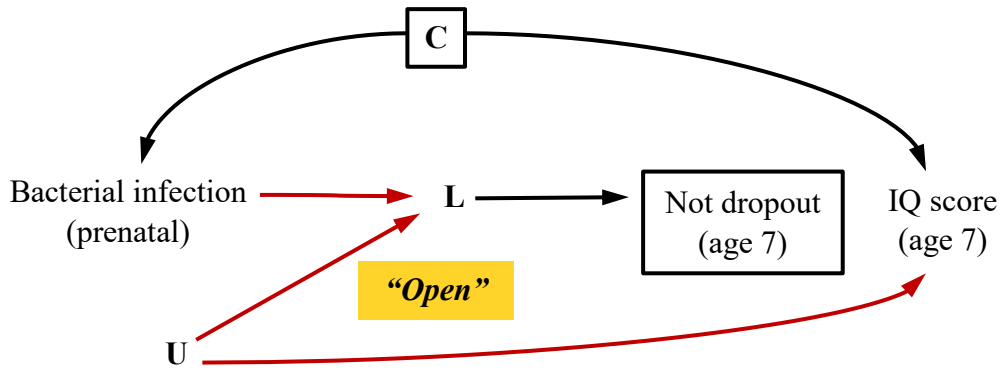 C
Bacterial infection
(prenatal)
L
Not dropout
(age 7)
IQ score
(age 7)
“Open”
U